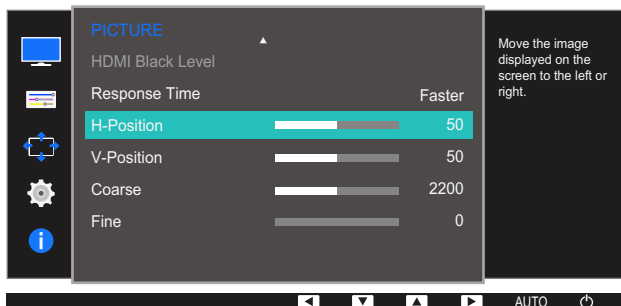 PICTURE
HDMI Black Level
Response Time Faster
H-Position 50
V-Position 50
Coarse 2200
Fine 0
Move the image
displayed on the
screen to the left or
right.
AUTO